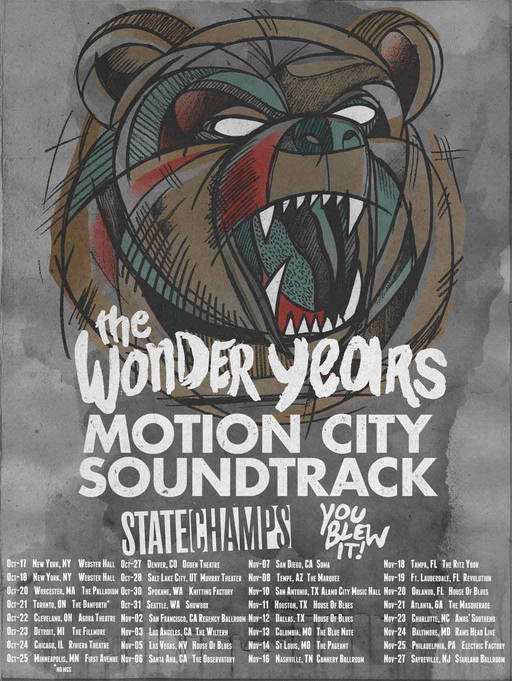 the
Wonder Years
MOTION CITY
SOUNDTRACK
STATE CHAMPS
YOU
BLEW
IT!
Oct-17 New York, NY Webster Hall
Oct-18 New York, NY Webster Hall
Oct-20 Worcester, MA The Palladium
Oct-21 Toronto, ON The Danforth*
Oct-22 Cleveland, OH Agora Theatre
Oct-23 Detroit, MI The Fillmore
Oct-24 Chicago, IL Riviera Theatre
Oct-25 Minneapolis, MN First Avenue
*no MCS
Oct-27 Denver, CO Ogden Theatre
Oct-28 Salt Lake City, UT Murray Theater
Oct-30 Spokane, WA Knitting Factory
Oct-31 Seattle, WA Showbox
Nov-02 San Francisco, CA Regency Ballroom
Nov-03 Los Angeles, CA The Wiltern
Nov-05 Las Vegas, NV House Of Blues
Nov-06 Santa Ana, CA The Observatory
Nov-07 San Diego, CA Soma
Nov-08 Tempe, AZ The Marquee
Nov-10 San Antonio, TX Alamo City Music Hall
Nov-11 Houston, TX House Of Blues
Nov-12 Dallas, TX House Of Blues
Nov-13 Columbia, MO The Blue Note
Nov-14 St Louis, MO The Pageant
Nov-16 Nashville, TN Cannery Ballroom
Nov-18 Tampa, FL The Ritz Ybor
Nov-19 Ft. Lauderdale, FL Revolution
Nov-20 Orlando, FL House Of Blues
Nov-21 Atlanta, GA The Masquerade
Nov-23 Charlotte, NC Amos' Southend
Nov-24 Baltimore, MD Rams Head Live
Nov-25 Philadelphia, PA Electric Factory
Nov-27 Sayreville, NJ Starland Ballroom